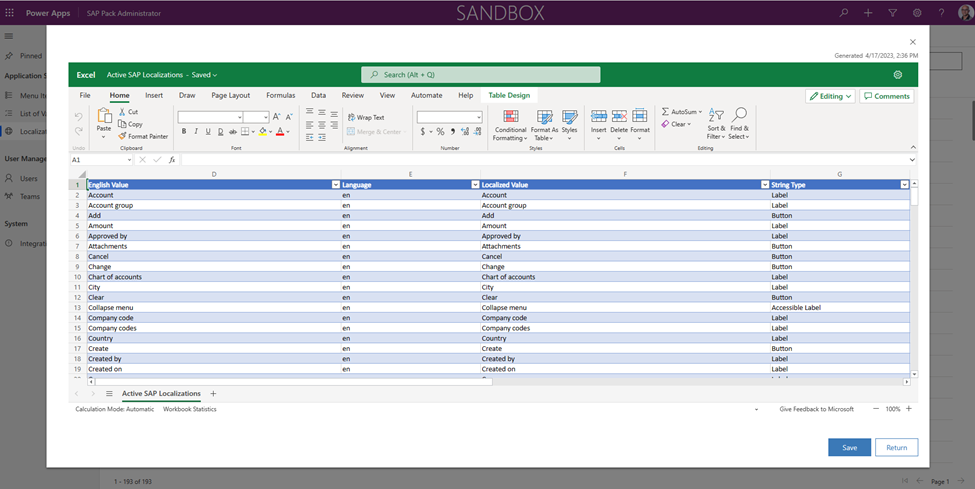 Power Apps SAP Pack Administrator SANDBOX
Generated 4/17/2023, 2:36 PM
Excel Active SAP Localizations - Saved Search (Alt + Q)
File Home Insert Draw Page Layout Formulas Data Review View Automate Help Table Design Editing Comments
Paste Cut Copy Format Painter
B I U D ab A A A
Wrap Text
Merge & Center
$ % 9
Conditional Formatting Format As Table Styles
Insert Delete Format
AutoSum Clear Sort & Filter Find & Select
Undo Clipboard Font Alignment Number Styles Cells Editing
A1 fx
D E F G
1 English Value Language Localized Value String Type
2 Account en Account Label
3 Account group en Account group Label
4 Add en Add Button
5 Amount en Amount Label
6 Approved by en Approved by Label
7 Attachments en Attachments Button
8 Cancel en Cancel Button
9 Change en Change Button
10 Chart of accounts en Chart of accounts Label
11 City en City Label
12 Clear en Clear Button
13 Collapse menu en Collapse menu Accessible Label
14 Company code en Company code Label
15 Company codes en Company codes Label
16 Country en Country Label
17 Create en Create Button
18 Created by en Created by Label
19 Created on en Created on Label
Active SAP Localizations
Calculation Mode: Automatic Workbook Statistics Give Feedback to Microsoft 100%
Save Return
Pinned
Application S
Menu Ite
List of Va
Localizat
User Manage
Users
Teams
System
Integrati
1 - 193 of 193 Page 1